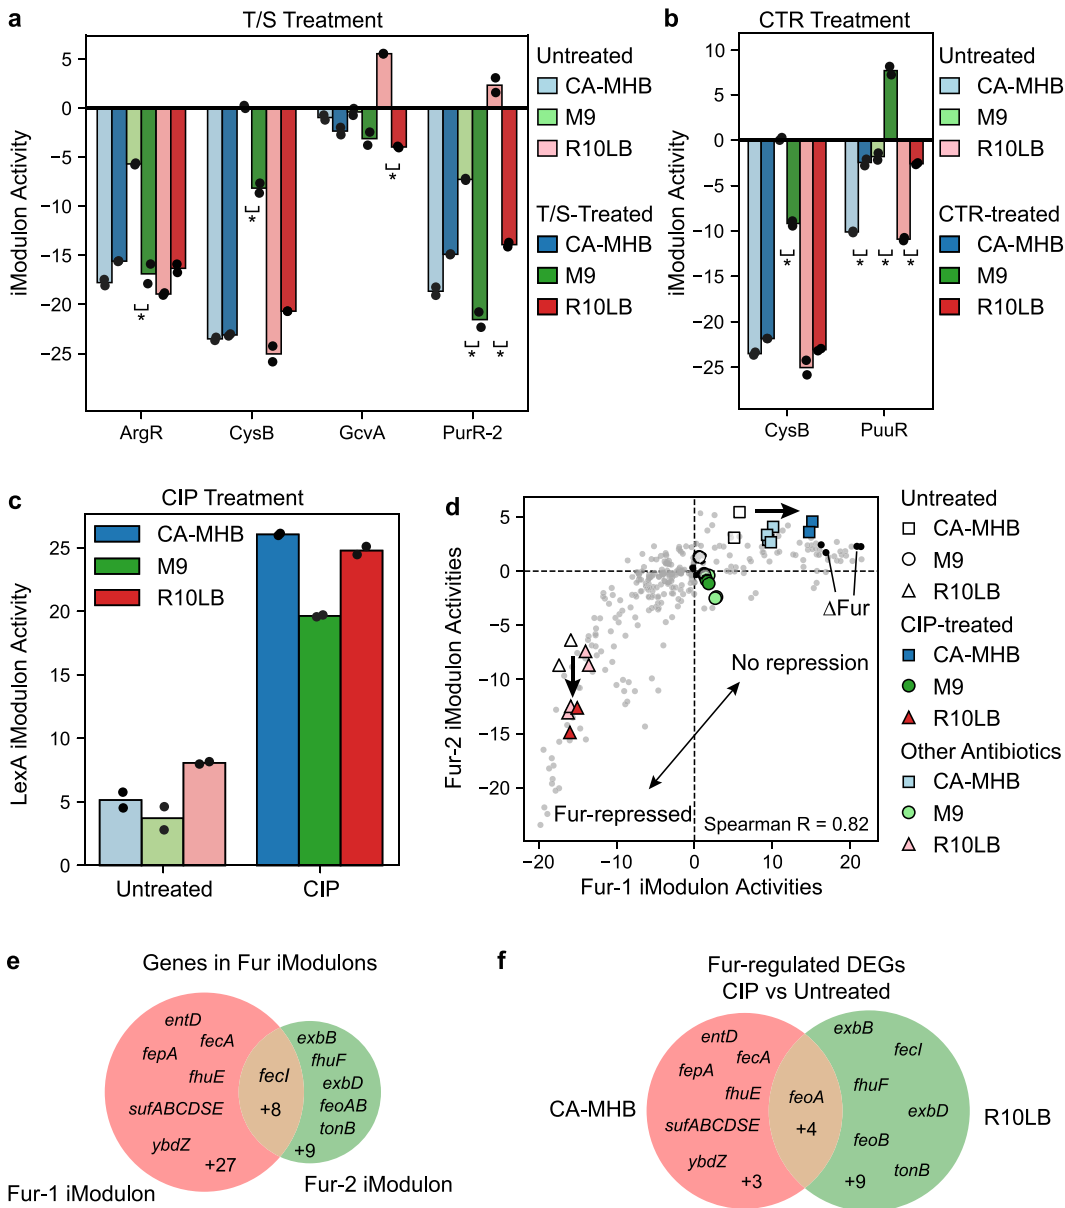 a
T/S Treatment
iModulon Activity
5
0
−5
−10
−15
−20
−25
*
*
*
*
*
ArgR
CysB
GcvA
PurR-2
Untreated
CA-MHB
M9
R10LB
T/S-Treated
CA-MHB
M9
R10LB
b
CTR Treatment
iModulon Activity
10
5
0
−5
−10
−15
−20
−25
*
*
*
*
CysB
PuuR
Untreated
CA-MHB
M9
R10LB
CTR-treated
CA-MHB
M9
R10LB
c
CIP Treatment
LexA iModulon Activity
25
20
15
10
5
0
CA-MHB
M9
R10LB
Untreated
CIP
d
Fur-2 iModulon Activities
5
0
−5
−10
−15
−20
ΔFur
No repression
Fur-repressed
Spearman R = 0.82
−20
−10
0
10
20
Fur-1 iModulon Activities
Untreated
CA-MHB
M9
R10LB
CIP-treated
CA-MHB
M9
R10LB
Other Antibiotics
CA-MHB
M9
R10LB
e
Genes in Fur iModulons
entD
fepA
fecA
fhuE
sufABCDSE
ybdZ
+27
fecI
+8
exbB
fhuF
exbD
feoAB
tonB
+9
Fur-1 iModulon
Fur-2 iModulon
f
Fur-regulated DEGs
CIP vs Untreated
CA-MHB
entD
fepA
fecA
fhuE
sufABCDSE
ybdZ
+3
feoA
+4
exbB
fecI
fhuF
exbD
feoB
tonB
+9
R10LB